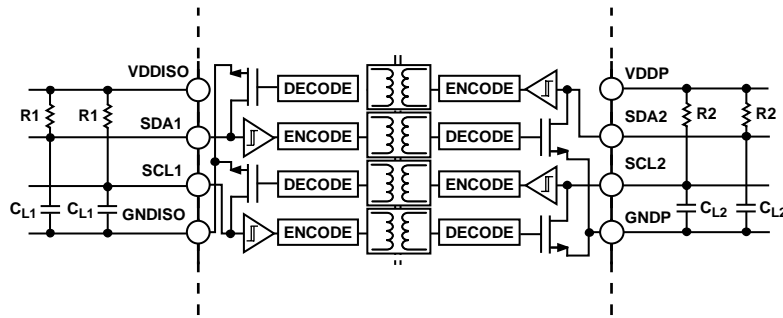 VDDISO
DECODE
ENCODE
VDDP
R1
R1
R2
R2
SDA1
ENCODE
DECODE
SDA2
SCL1
DECODE
ENCODE
SCL2
CL1
CL1
GNDISO
ENCODE
DECODE
GNDP
CL2
CL2